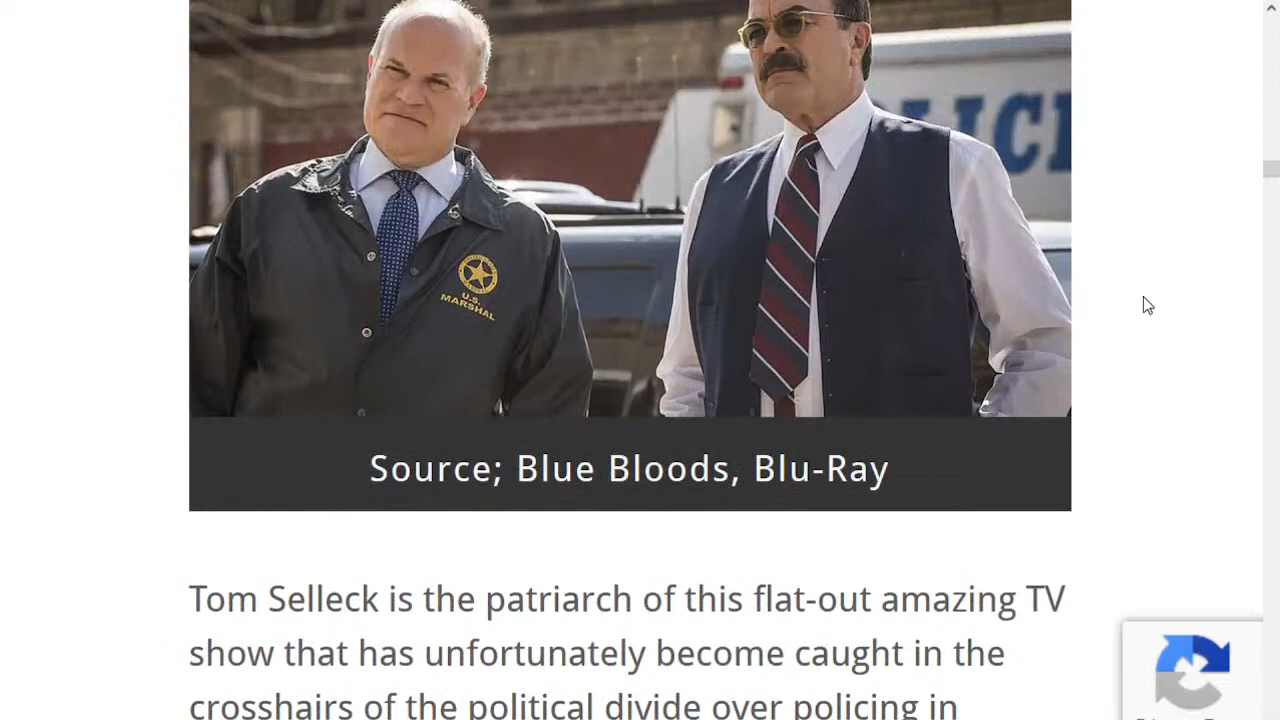 LICE
U.S.
MARSHAL
Source; Blue Bloods, Blu-Ray
Tom Selleck is the patriarch of this flat-out amazing TV
show that has unfortunately become caught in the
crosshairs of the political divide over policing in